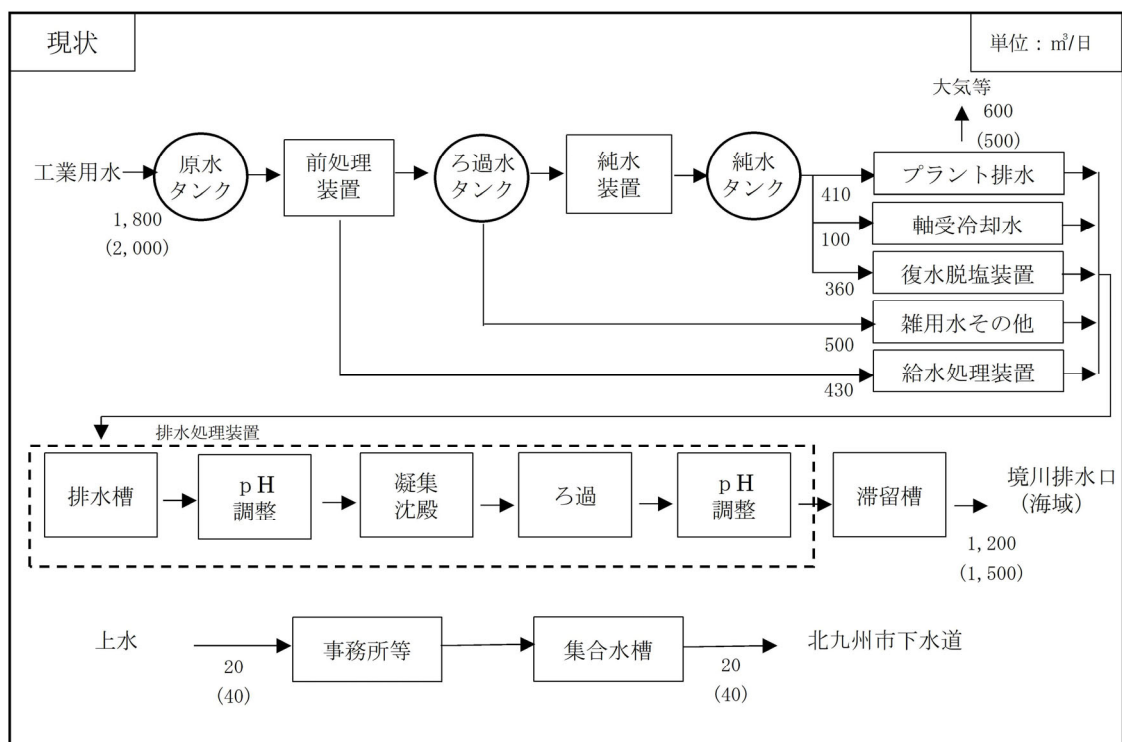 現状
単位：㎥/日
大気等
600
(500)
工業用水
1,800
(2,000)
原水
タンク
前処理
装置
ろ過水
タンク
純水
装置
純水
タンク
410
プラント排水
100
軸受冷却水
360
復水脱塩装置
500
雑用水その他
430
給水処理装置
排水処理装置
排水槽
pH
調整
凝集
沈殿
ろ過
pH
調整
滞留槽
境川排水口
(海域)
1,200
(1,500)
上水
20
(40)
事務所等
集合水槽
20
(40)
北九州市下水道